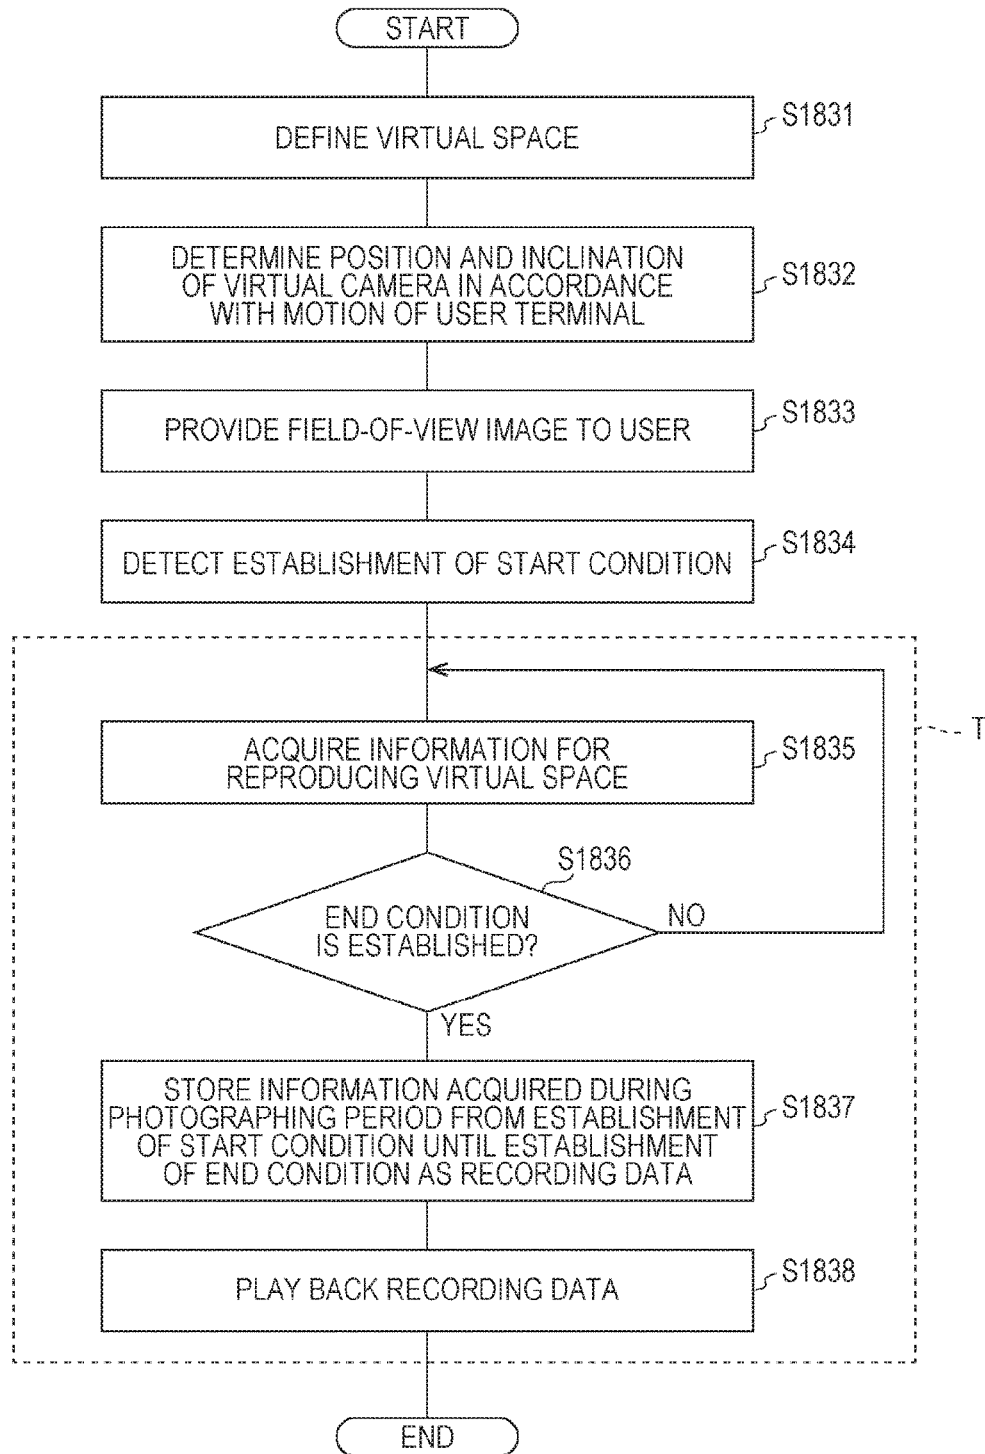 START
DEFINE VIRTUAL SPACE
S1831
DETERMINE POSITION AND INCLINATION
OF VIRTUAL CAMERA IN ACCORDANCE
WITH MOTION OF USER TERMINAL
S1832
PROVIDE FIELD-OF-VIEW IMAGE TO USER
S1833
DETECT ESTABLISHMENT OF START CONDITION
S1834
T
ACQUIRE INFORMATION FOR
REPRODUCING VIRTUAL SPACE
S1835
S1836
END CONDITION
IS ESTABLISHED?
NO
YES
STORE INFORMATION ACQUIRED DURING
PHOTOGRAPHING PERIOD FROM ESTABLISHMENT
OF START CONDITION UNTIL ESTABLISHMENT
OF END CONDITION AS RECORDING DATA
S1837
PLAY BACK RECORDING DATA
S1838
END